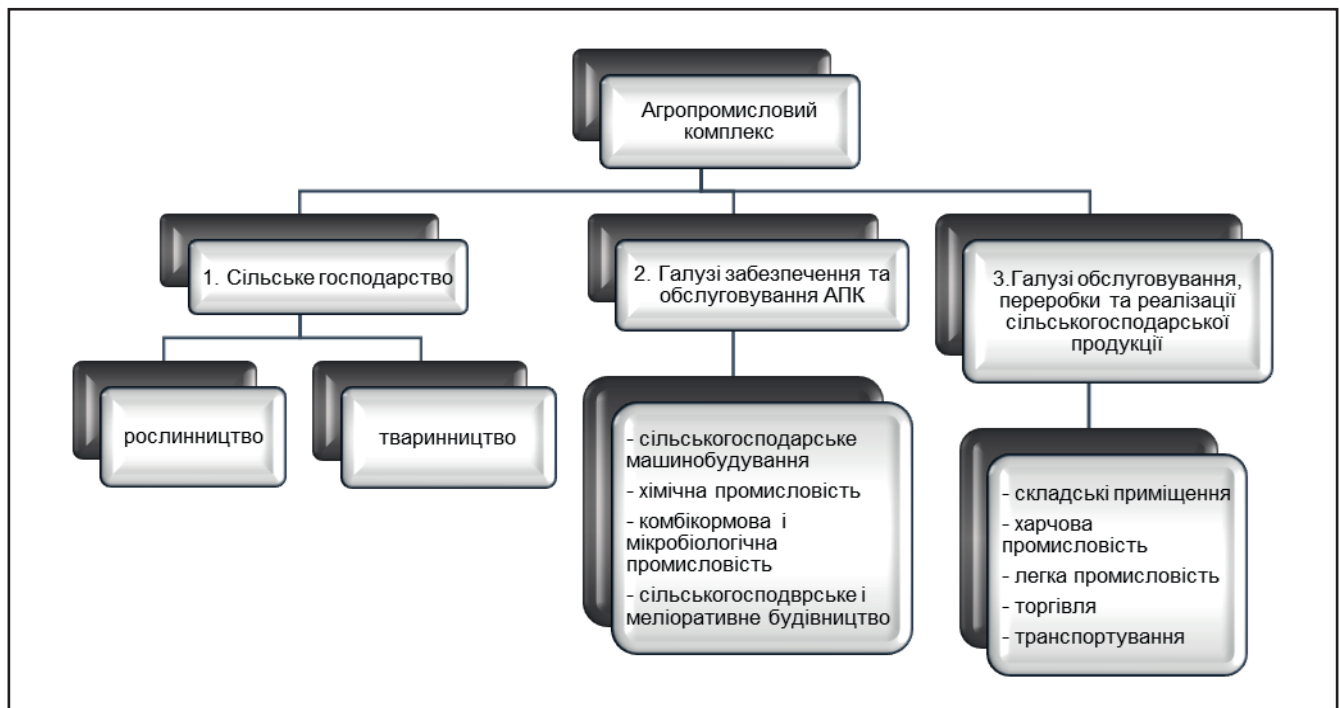 Агропромисловий
комплекс
1. Сільське господарство
2. Галузі забезпечення та
обслуговування АПК
3.Галузі обслуговування,
переробки та реалізації
сільськогосподарської
продукції
рослинництво
тваринництво
- сільськогосподарське
машинобудування
- хімічна промисловість
- комбікормова і
мікробіологічна
промисловість
- сільськогосподврське і
меліоративне будівництво
- складські приміщення
- харчова
промисловість
- легка промисловість
- торгівля
- транспортування